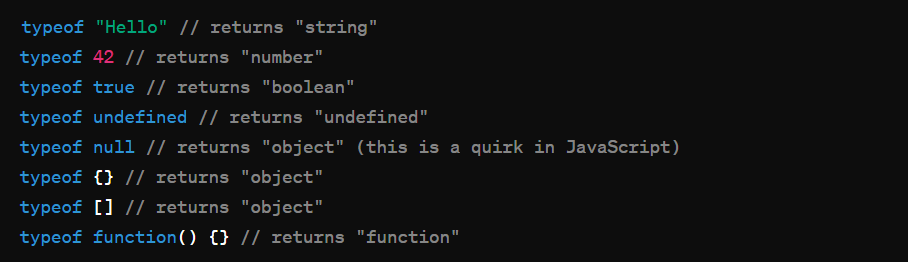 typeof "Hello" // returns "string"
typeof 42 // returns "number"
typeof true // returns "boolean"
typeof undefined // returns "undefined"
typeof null // returns "object" (this is a quirk in JavaScript)
typeof {} // returns "object"
typeof [] // returns "object"
typeof function() {} // returns "function"